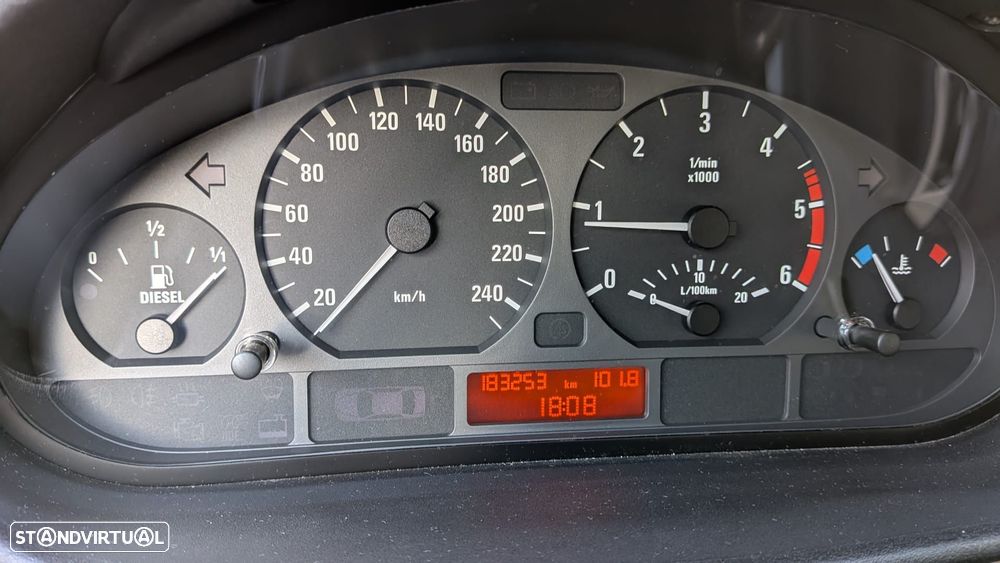 0 1/2 1/1
DIESEL
20 40 60 80 100 120 140 160 180 200 220 240
km/h
0 1 2 3 4 5 6
1/min
x1000
0 10 20
L/100km
183253 km 101.8
18:08
STANDVIRTUAL